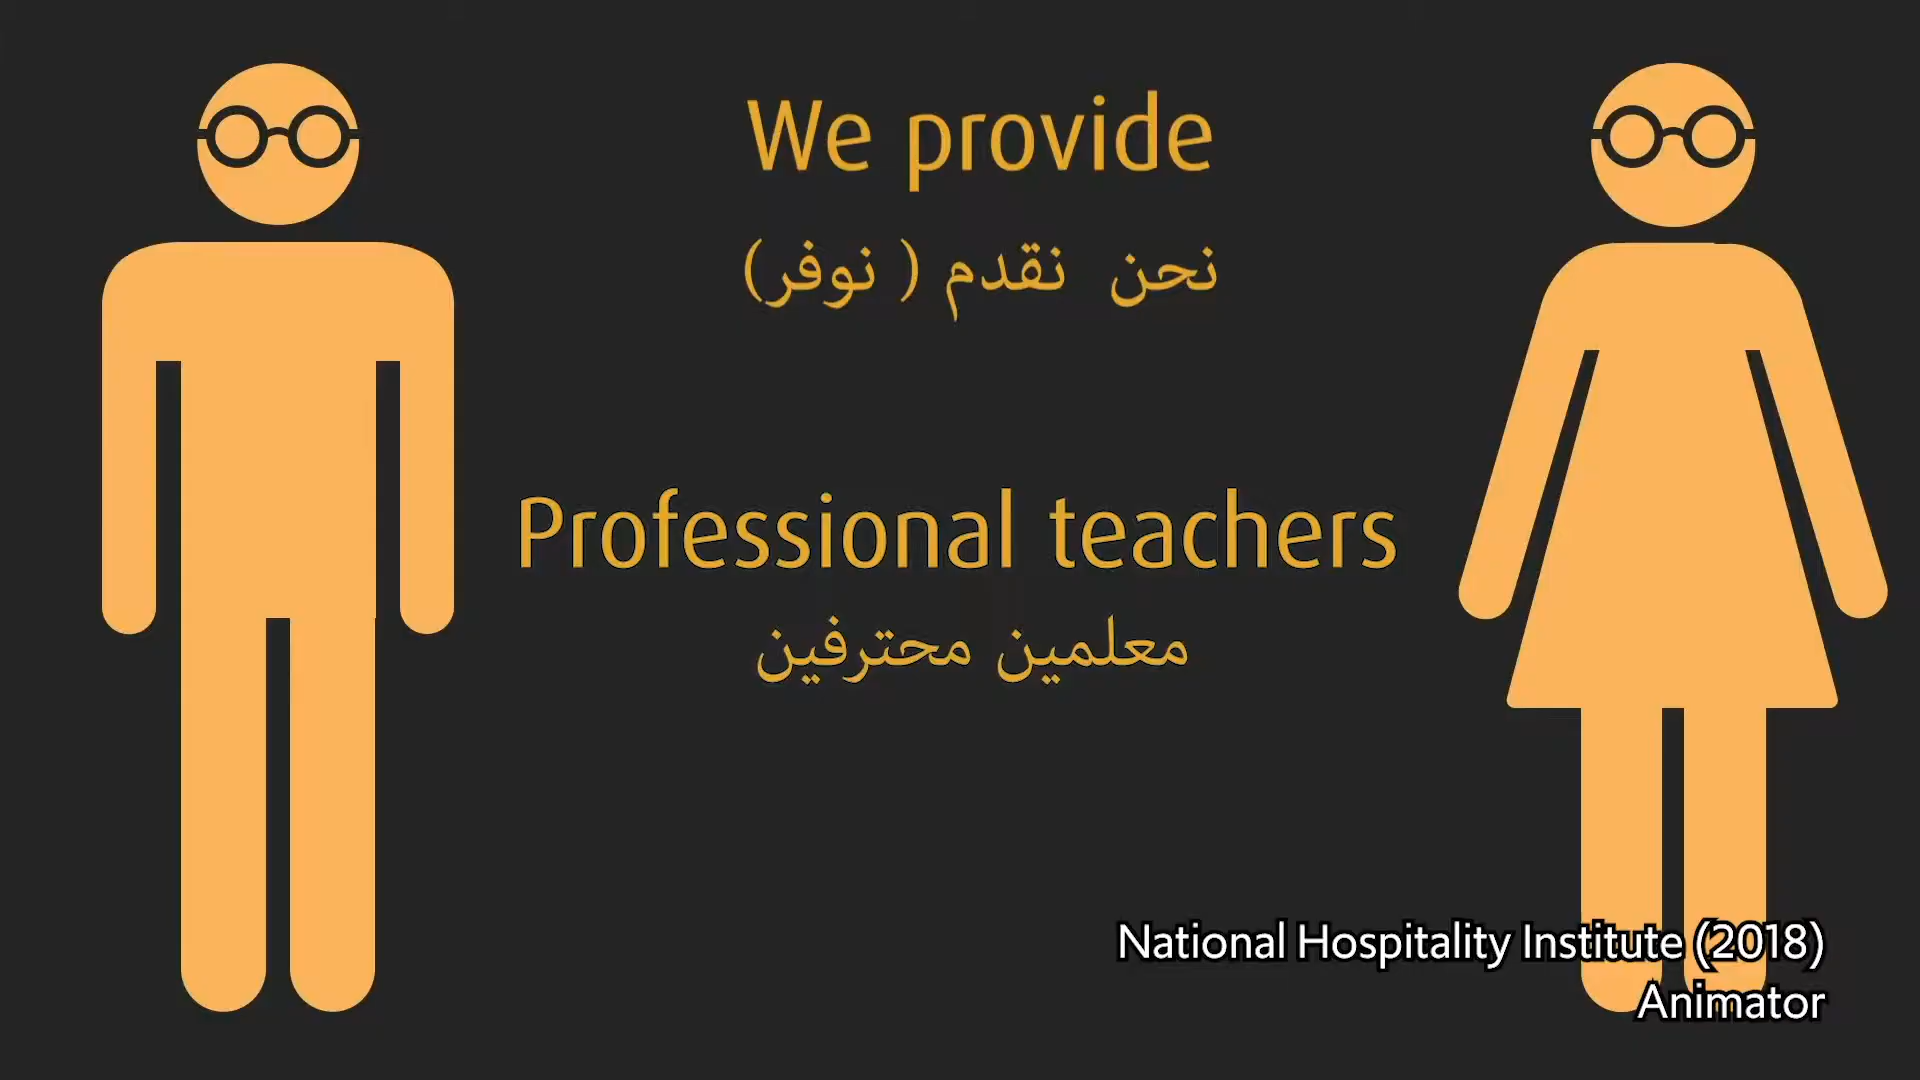 We provide
نحن نقدم ( نوفر)
Professional teachers
معلمين محترفين
National Hospitality Institute (2018)
Animator